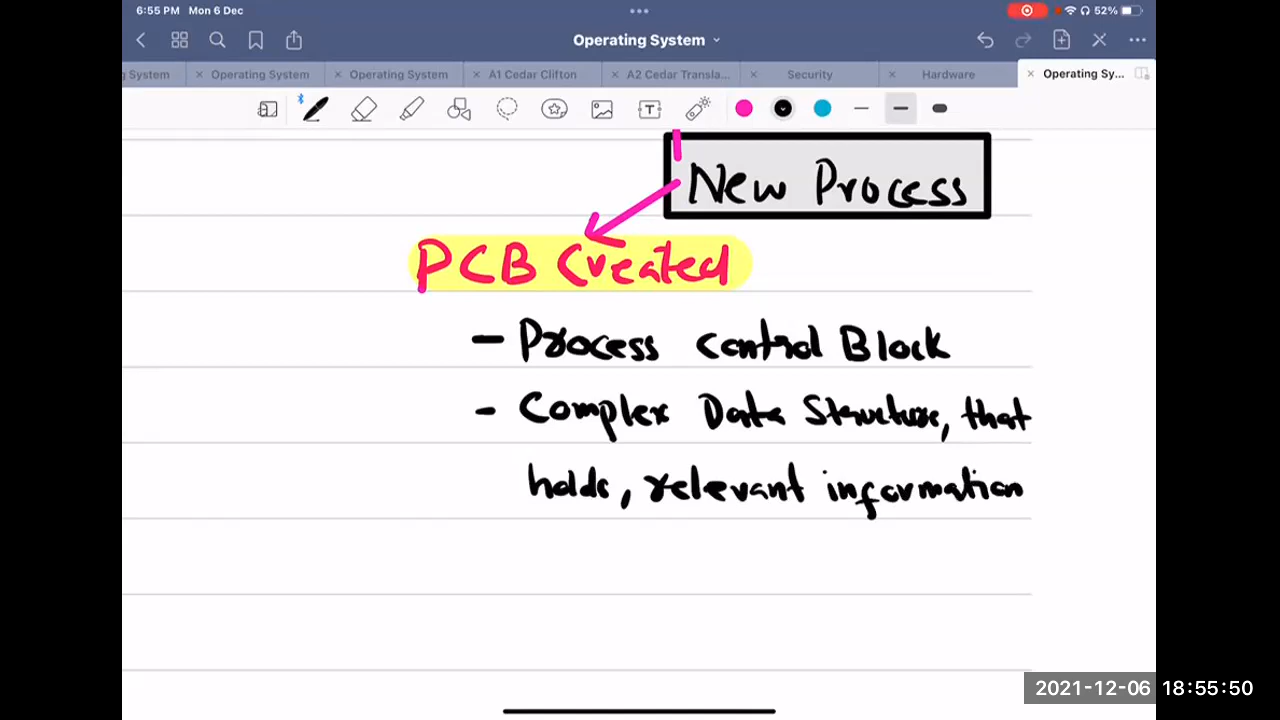 6:55 PM Mon 6 Dec
52%
Operating System
g System
Operating System
Operating System
A1 Cedar Clifton
A2 Cedar Transla...
Security
Hardware
Operating Sy...
New Process
PCB Created
- Process Control Block
- Complex Data Structure, that
holds, relevant information
2021-12-06 18:55:50